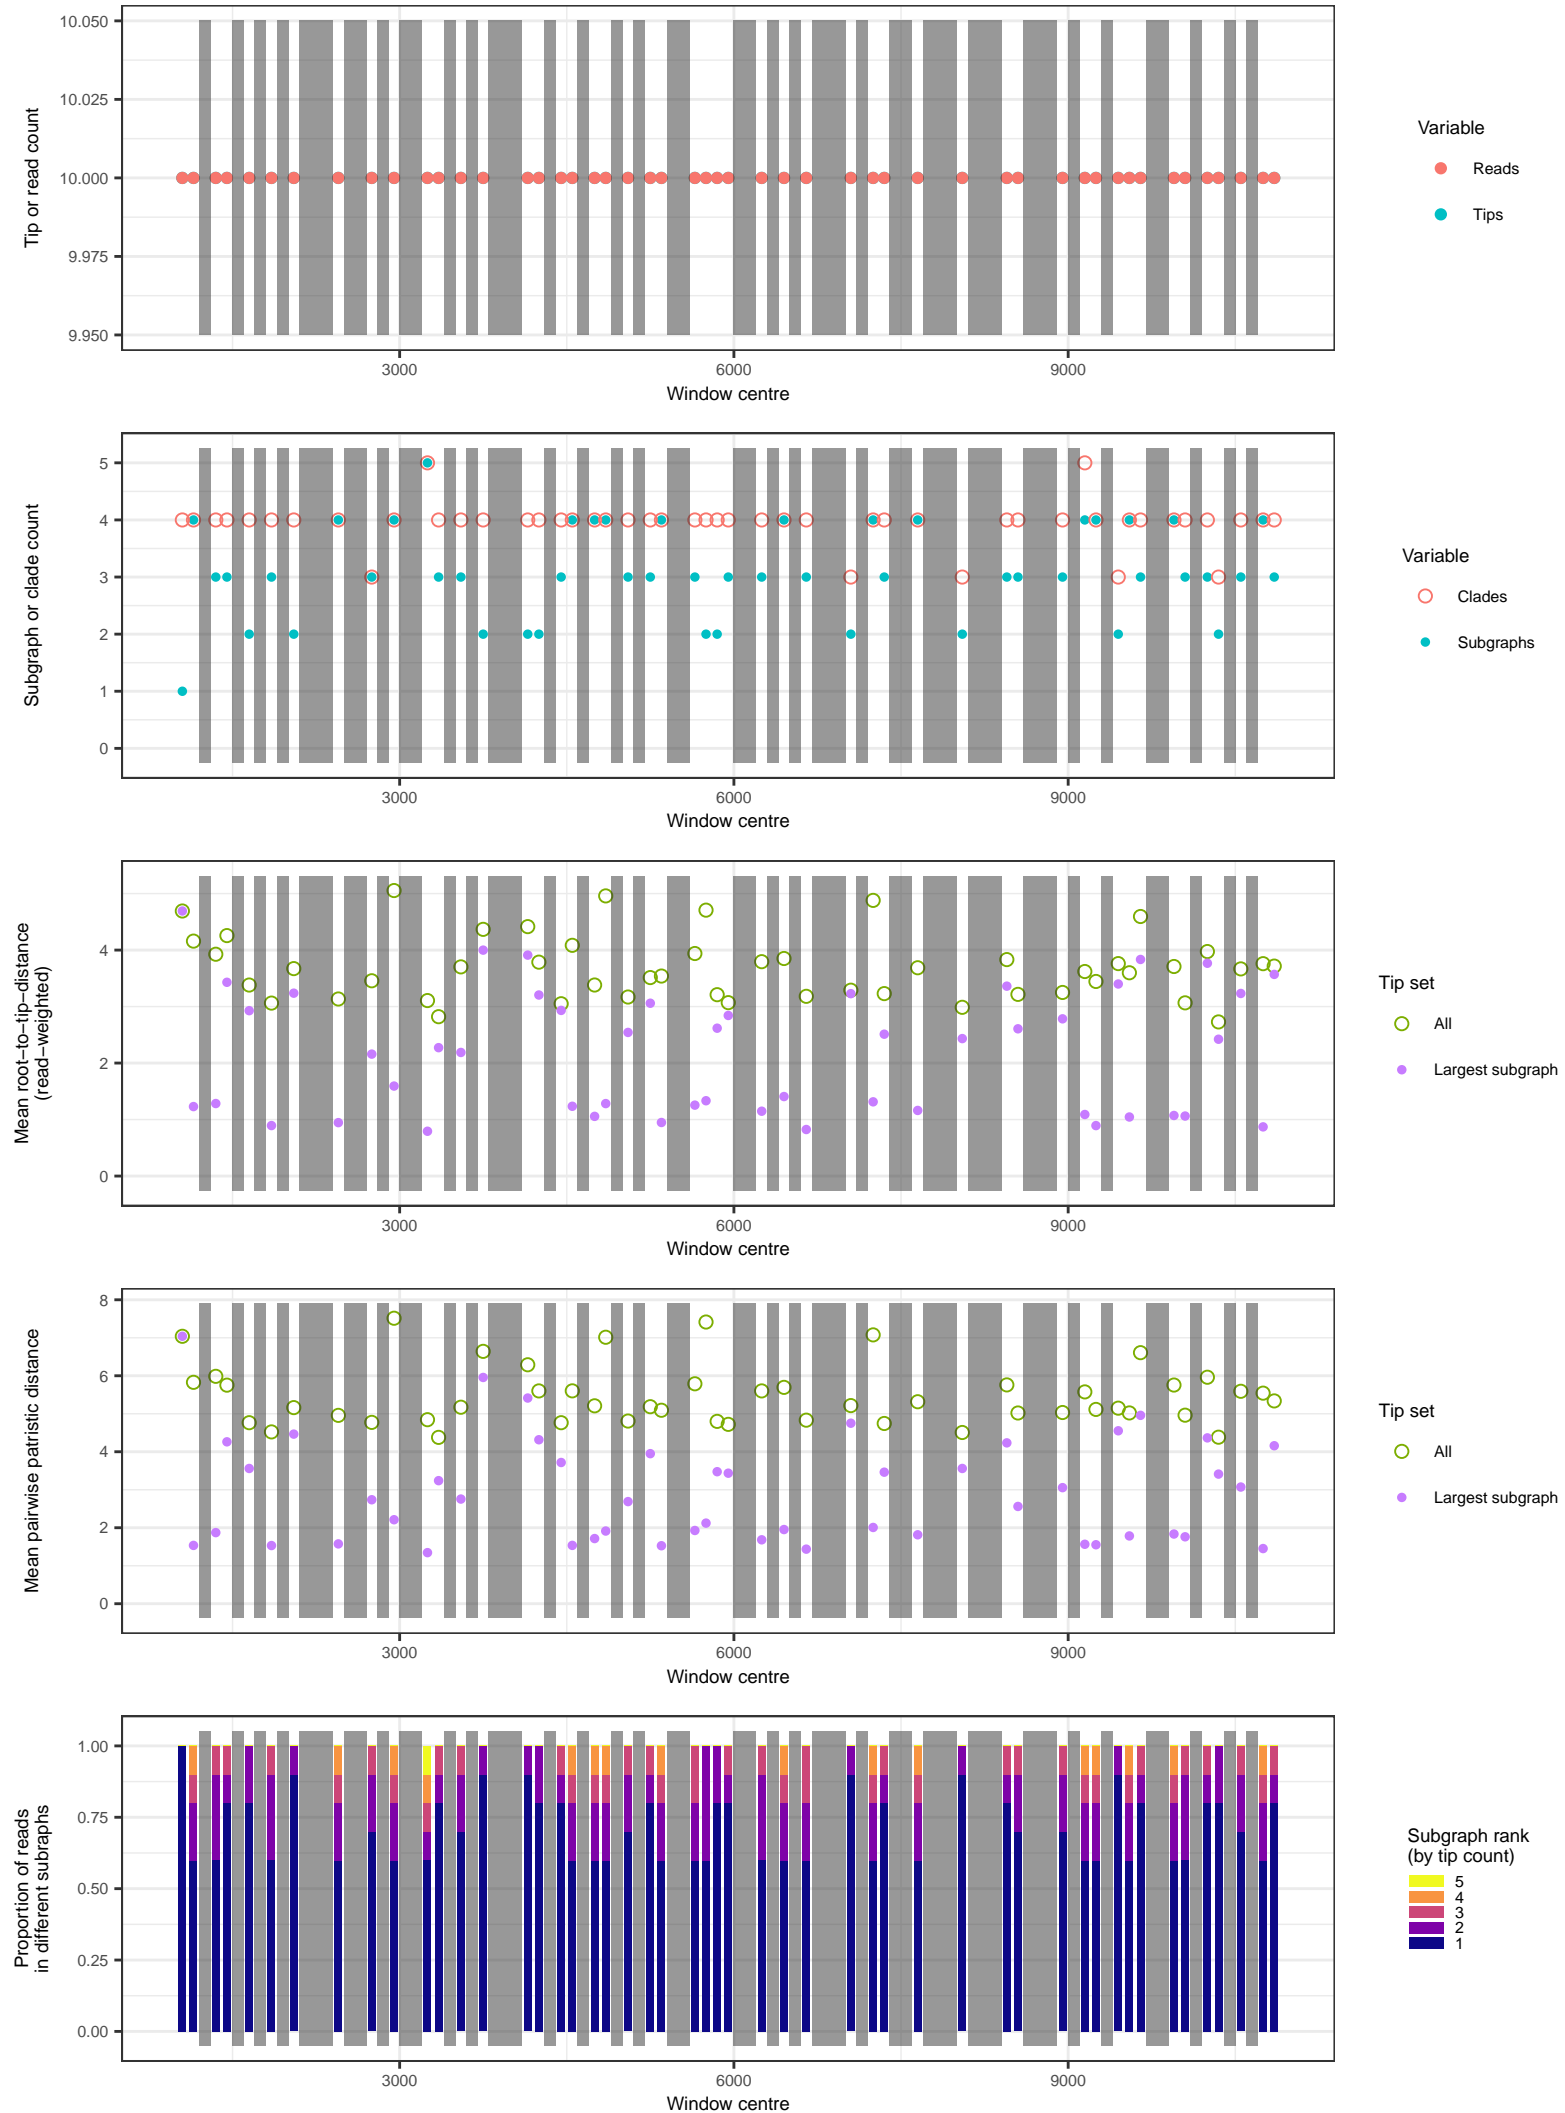 10.050
10.025
10.000
9.975
9.950
Tip or read count
3000
6000
9000
Window centre
Variable
Reads
Tips
5
4
3
2
1
0
Subgraph or clade count
3000
6000
9000
Window centre
Variable
Clades
Subgraphs
4
2
0
Mean root−to−tip−distance
(read−weighted)
3000
6000
9000
Window centre
Tip set
All
Largest subgraph
8
6
4
2
0
Mean pairwise patristic distance
3000
6000
9000
Window centre
Tip set
All
Largest subgraph
1.00
0.75
0.50
0.25
0.00
Proportion of reads
in different subraphs
3000
6000
9000
Window centre
Subgraph rank
(by tip count)
5
4
3
2
1